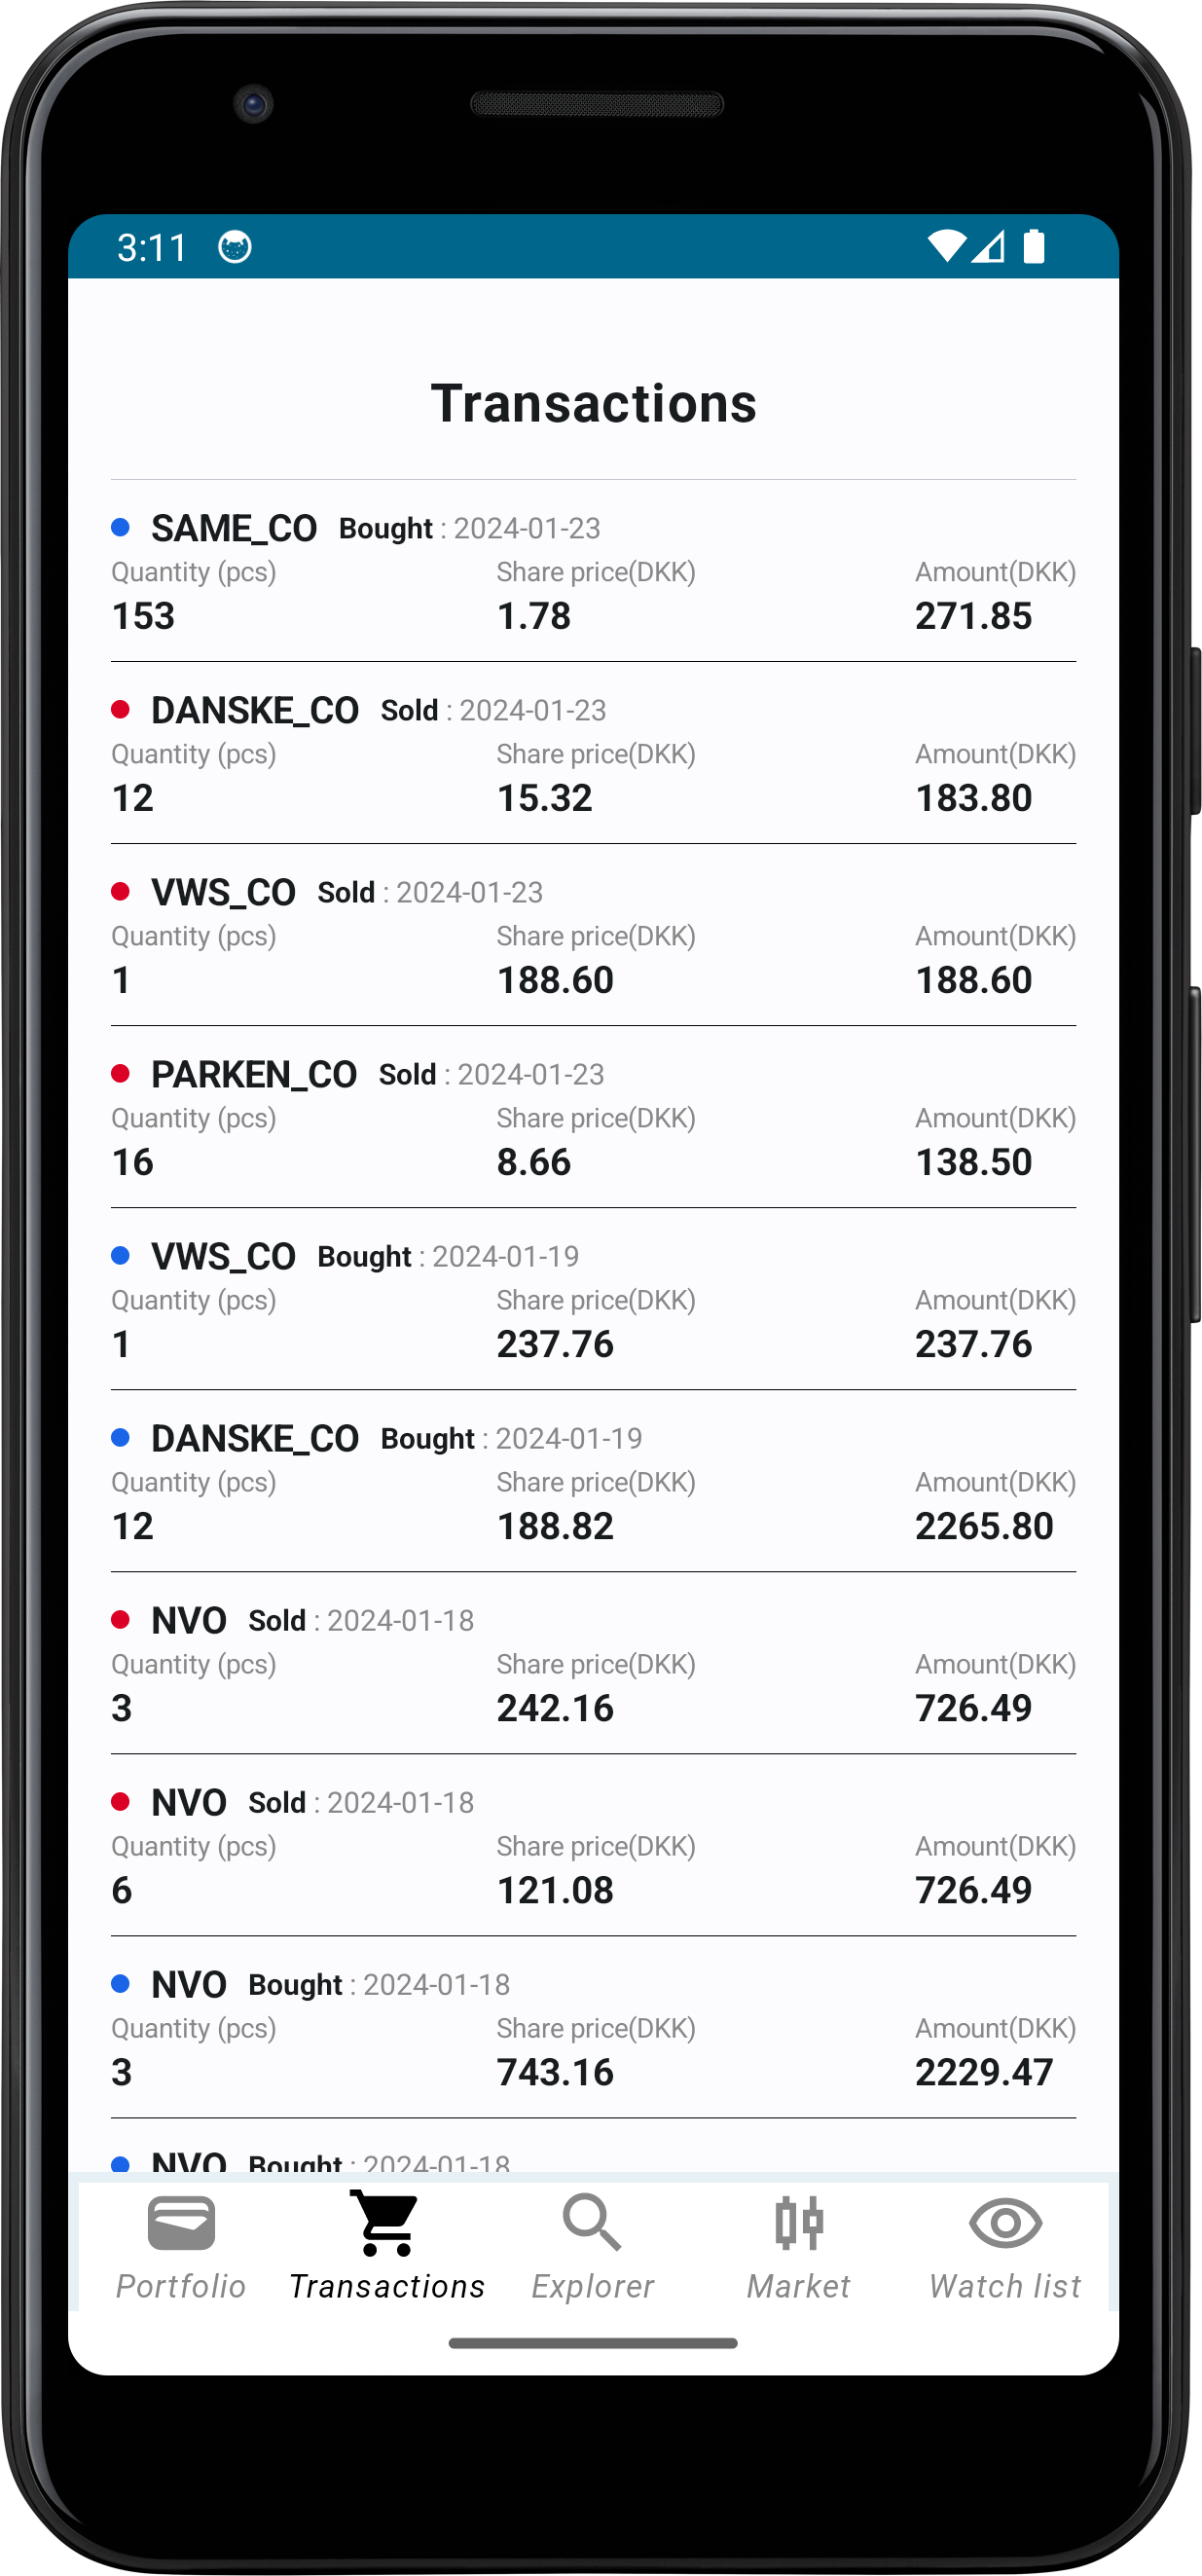 3:11
Transactions
SAME_CO Bought : 2024-01-23
Quantity (pcs) Share price(DKK) Amount(DKK)
153 1.78 271.85
DANSKE_CO Sold : 2024-01-23
Quantity (pcs) Share price(DKK) Amount(DKK)
12 15.32 183.80
VWS_CO Sold : 2024-01-23
Quantity (pcs) Share price(DKK) Amount(DKK)
1 188.60 188.60
PARKEN_CO Sold : 2024-01-23
Quantity (pcs) Share price(DKK) Amount(DKK)
16 8.66 138.50
VWS_CO Bought : 2024-01-19
Quantity (pcs) Share price(DKK) Amount(DKK)
1 237.76 237.76
DANSKE_CO Bought : 2024-01-19
Quantity (pcs) Share price(DKK) Amount(DKK)
12 188.82 2265.80
NVO Sold : 2024-01-18
Quantity (pcs) Share price(DKK) Amount(DKK)
3 242.16 726.49
NVO Sold : 2024-01-18
Quantity (pcs) Share price(DKK) Amount(DKK)
6 121.08 726.49
NVO Bought : 2024-01-18
Quantity (pcs) Share price(DKK) Amount(DKK)
3 743.16 2229.47
NVO Bought : 2024-01-18
Portfolio Transactions Explorer Market Watch list